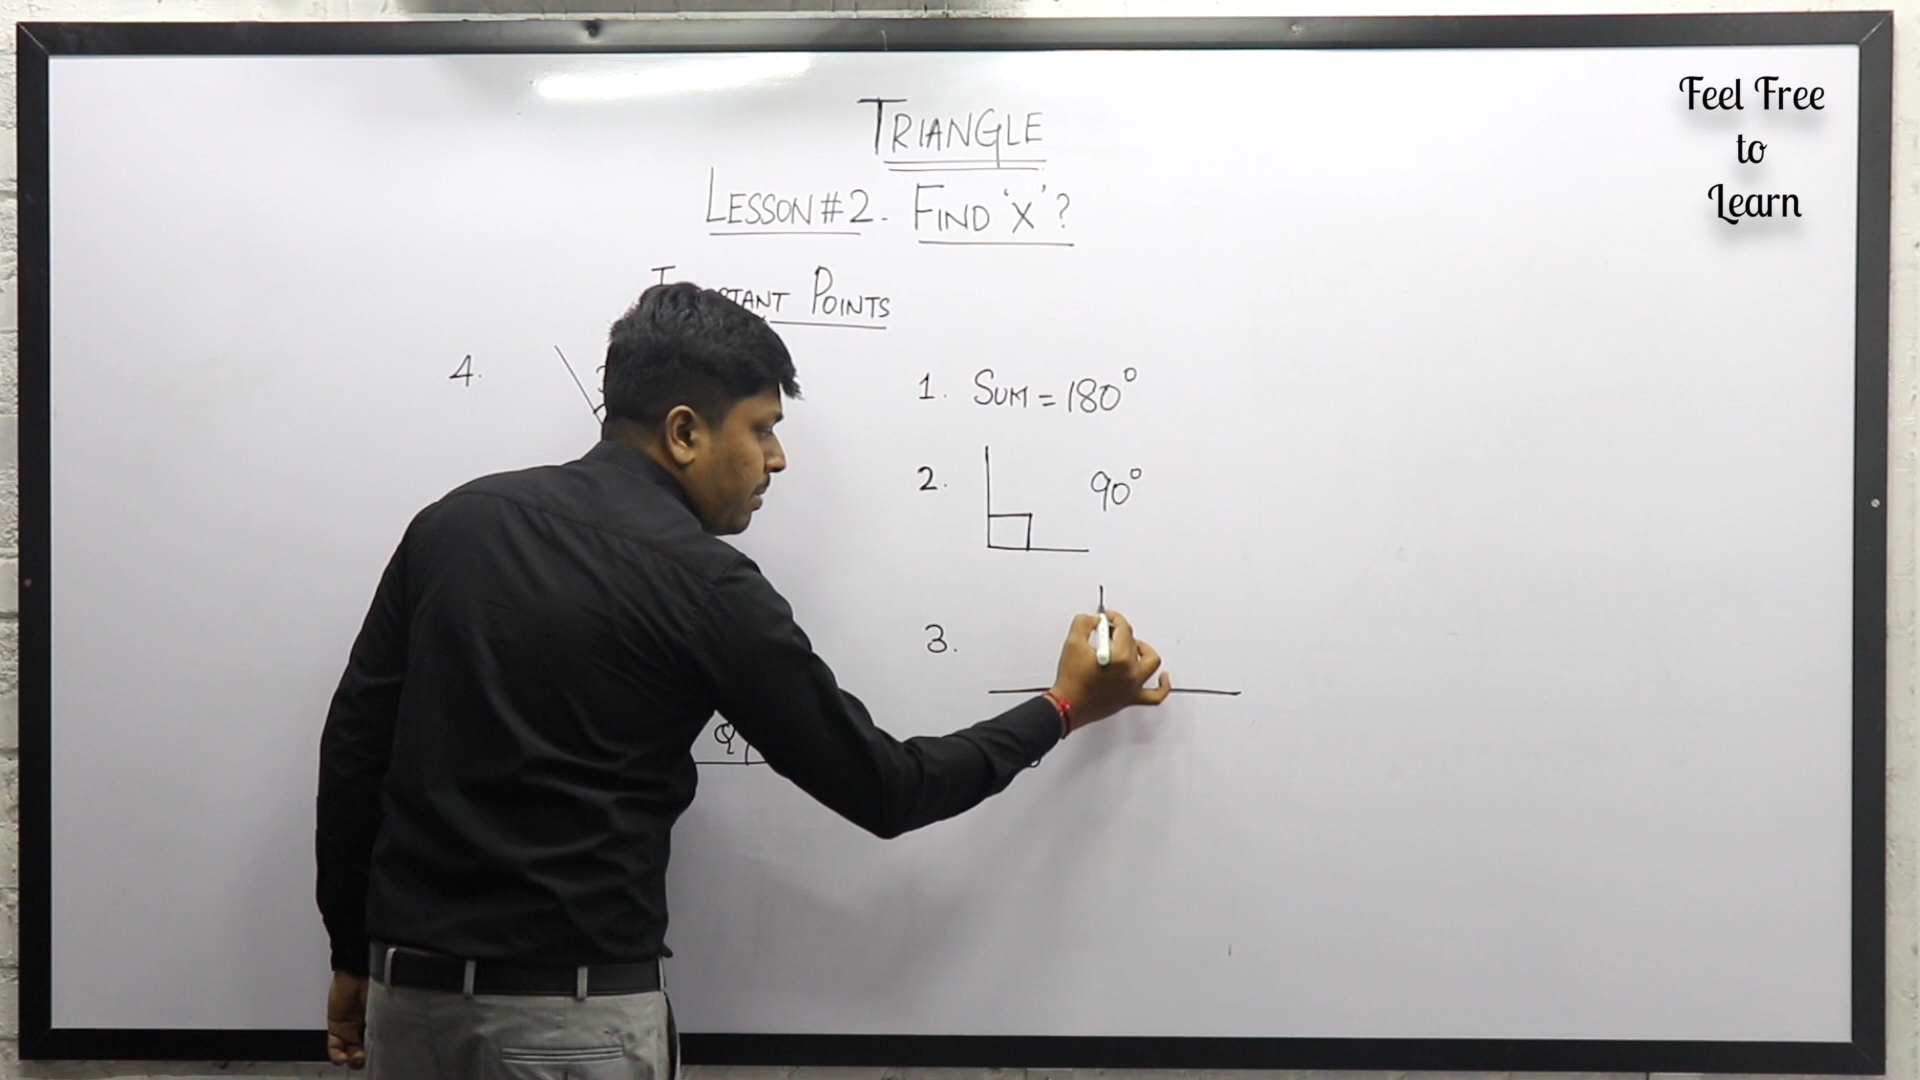 Feel Free
to
Learn
TRIANGLE
LESSON#2. FIND 'X'?
POINTS
4.
1. SUM = 180°
2. 90°
3.
Q